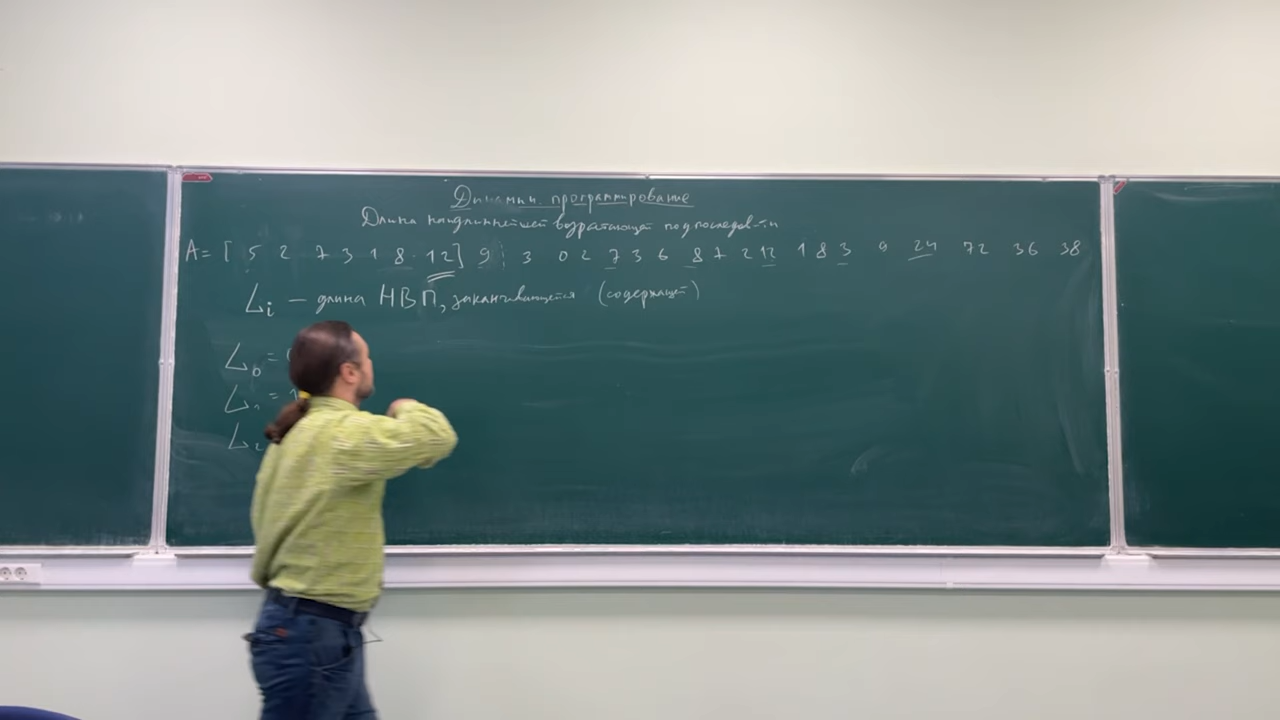 Динамич. программирование
Длина наидлиннейшей возрастающ. подпоследов-ти
A = [ 5 2 7 3 1 8 12 ] 9 3 0 2 7 3 6 8 7 2 12 1 8 3 9 24 72 36 38
Li – длина НВП, заканчивающейся (содержащей)
L0 =
L1 = 1
L2